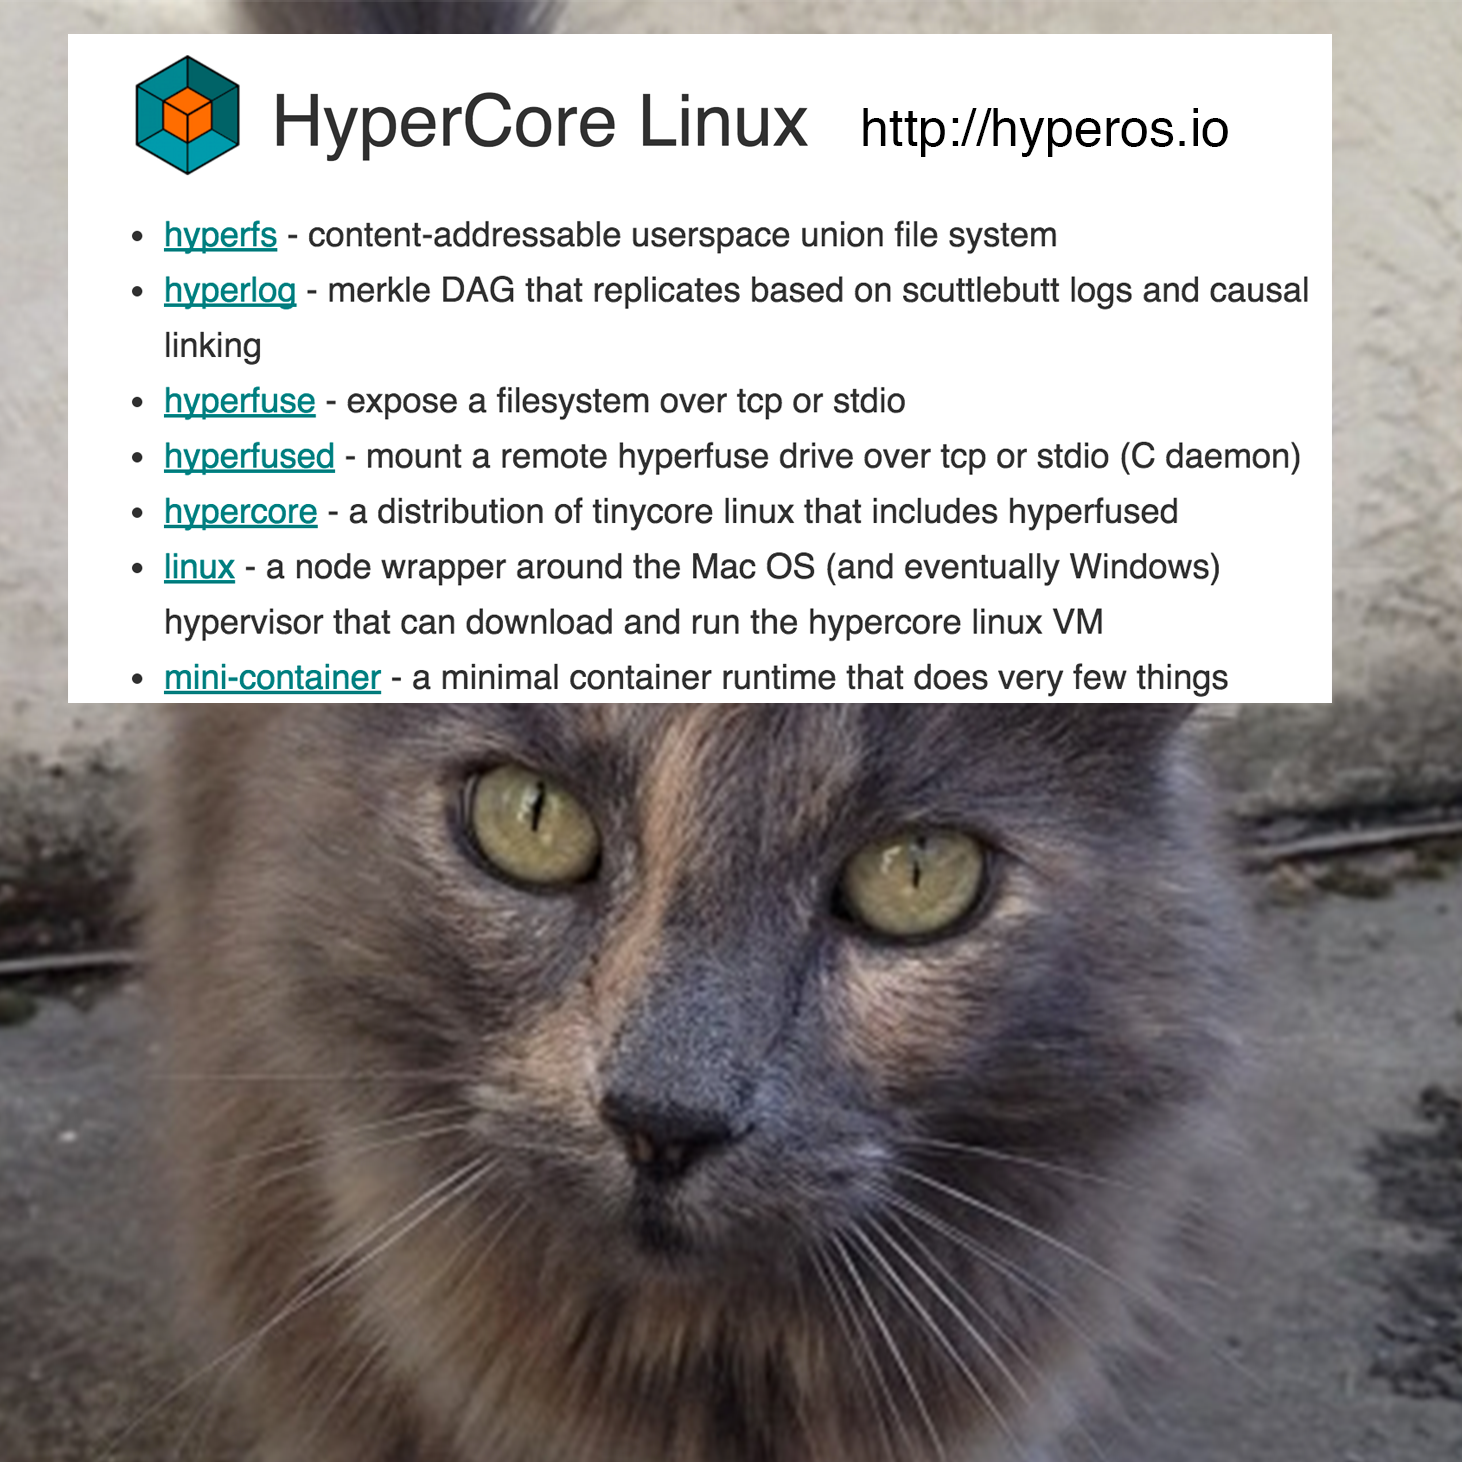 HyperCore Linux http://hyperos.io
hyperfs - content-addressable userspace union file system
hyperlog - merkle DAG that replicates based on scuttlebutt logs and causal
linking
hyperfuse - expose a filesystem over tcp or stdio
hyperfused - mount a remote hyperfuse drive over tcp or stdio (C daemon)
hypercore - a distribution of tinycore linux that includes hyperfused
linux - a node wrapper around the Mac OS (and eventually Windows)
hypervisor that can download and run the hypercore linux VM
mini-container - a minimal container runtime that does very few things